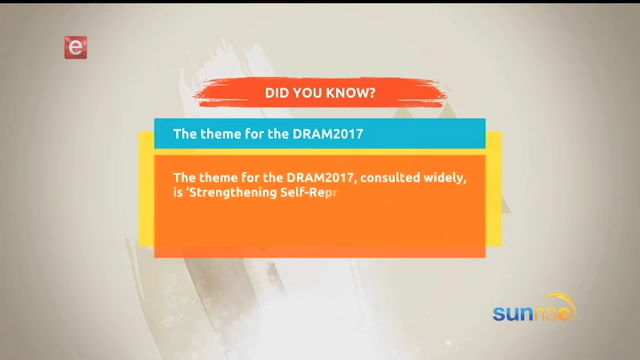 e
DID YOU KNOW?
The theme for the DRAM2017
The theme for the DRAM2017, consulted widely,
is ‘Strengthening Self-Repr
sunrise